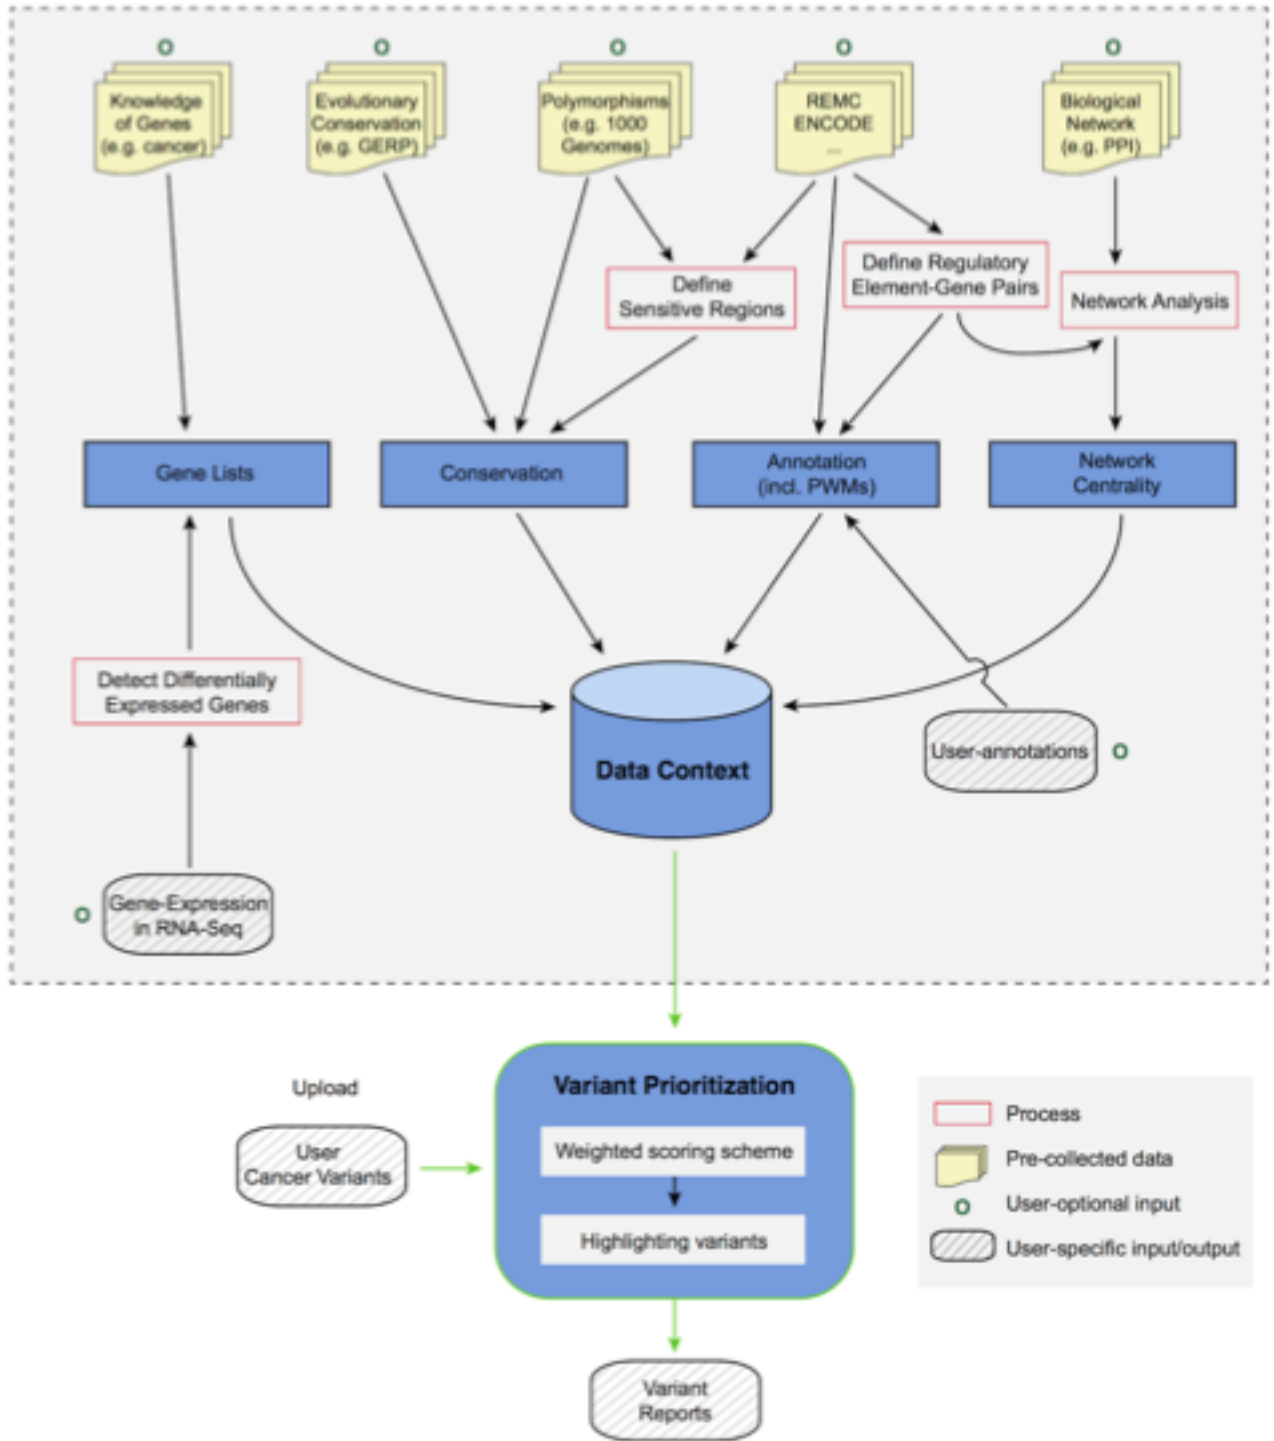 O
O
O
O
O
Knowledge
of Genes
(e.g. cancer)
Evolutionary
Conservation
(e.g. GERP)
Polymorphisms
(e.g. 1000
Genomes)
REMC
ENCODE
...
Biological
Network
(e.g. PPI)
Define
Sensitive Regions
Define Regulatory
Element-Gene Pairs
Network Analysis
Gene Lists
Conservation
Annotation
(incl. PWMs)
Network
Centrality
Detect Differentially
Expressed Genes
Data Context
User-annotations
O
O
Gene-Expression
in RNA-Seq
Upload
User
Cancer Variants
Variant Prioritization
Weighted scoring scheme
Highlighting variants
Process
Pre-collected data
O
User-optional input
User-specific input/output
Variant
Reports